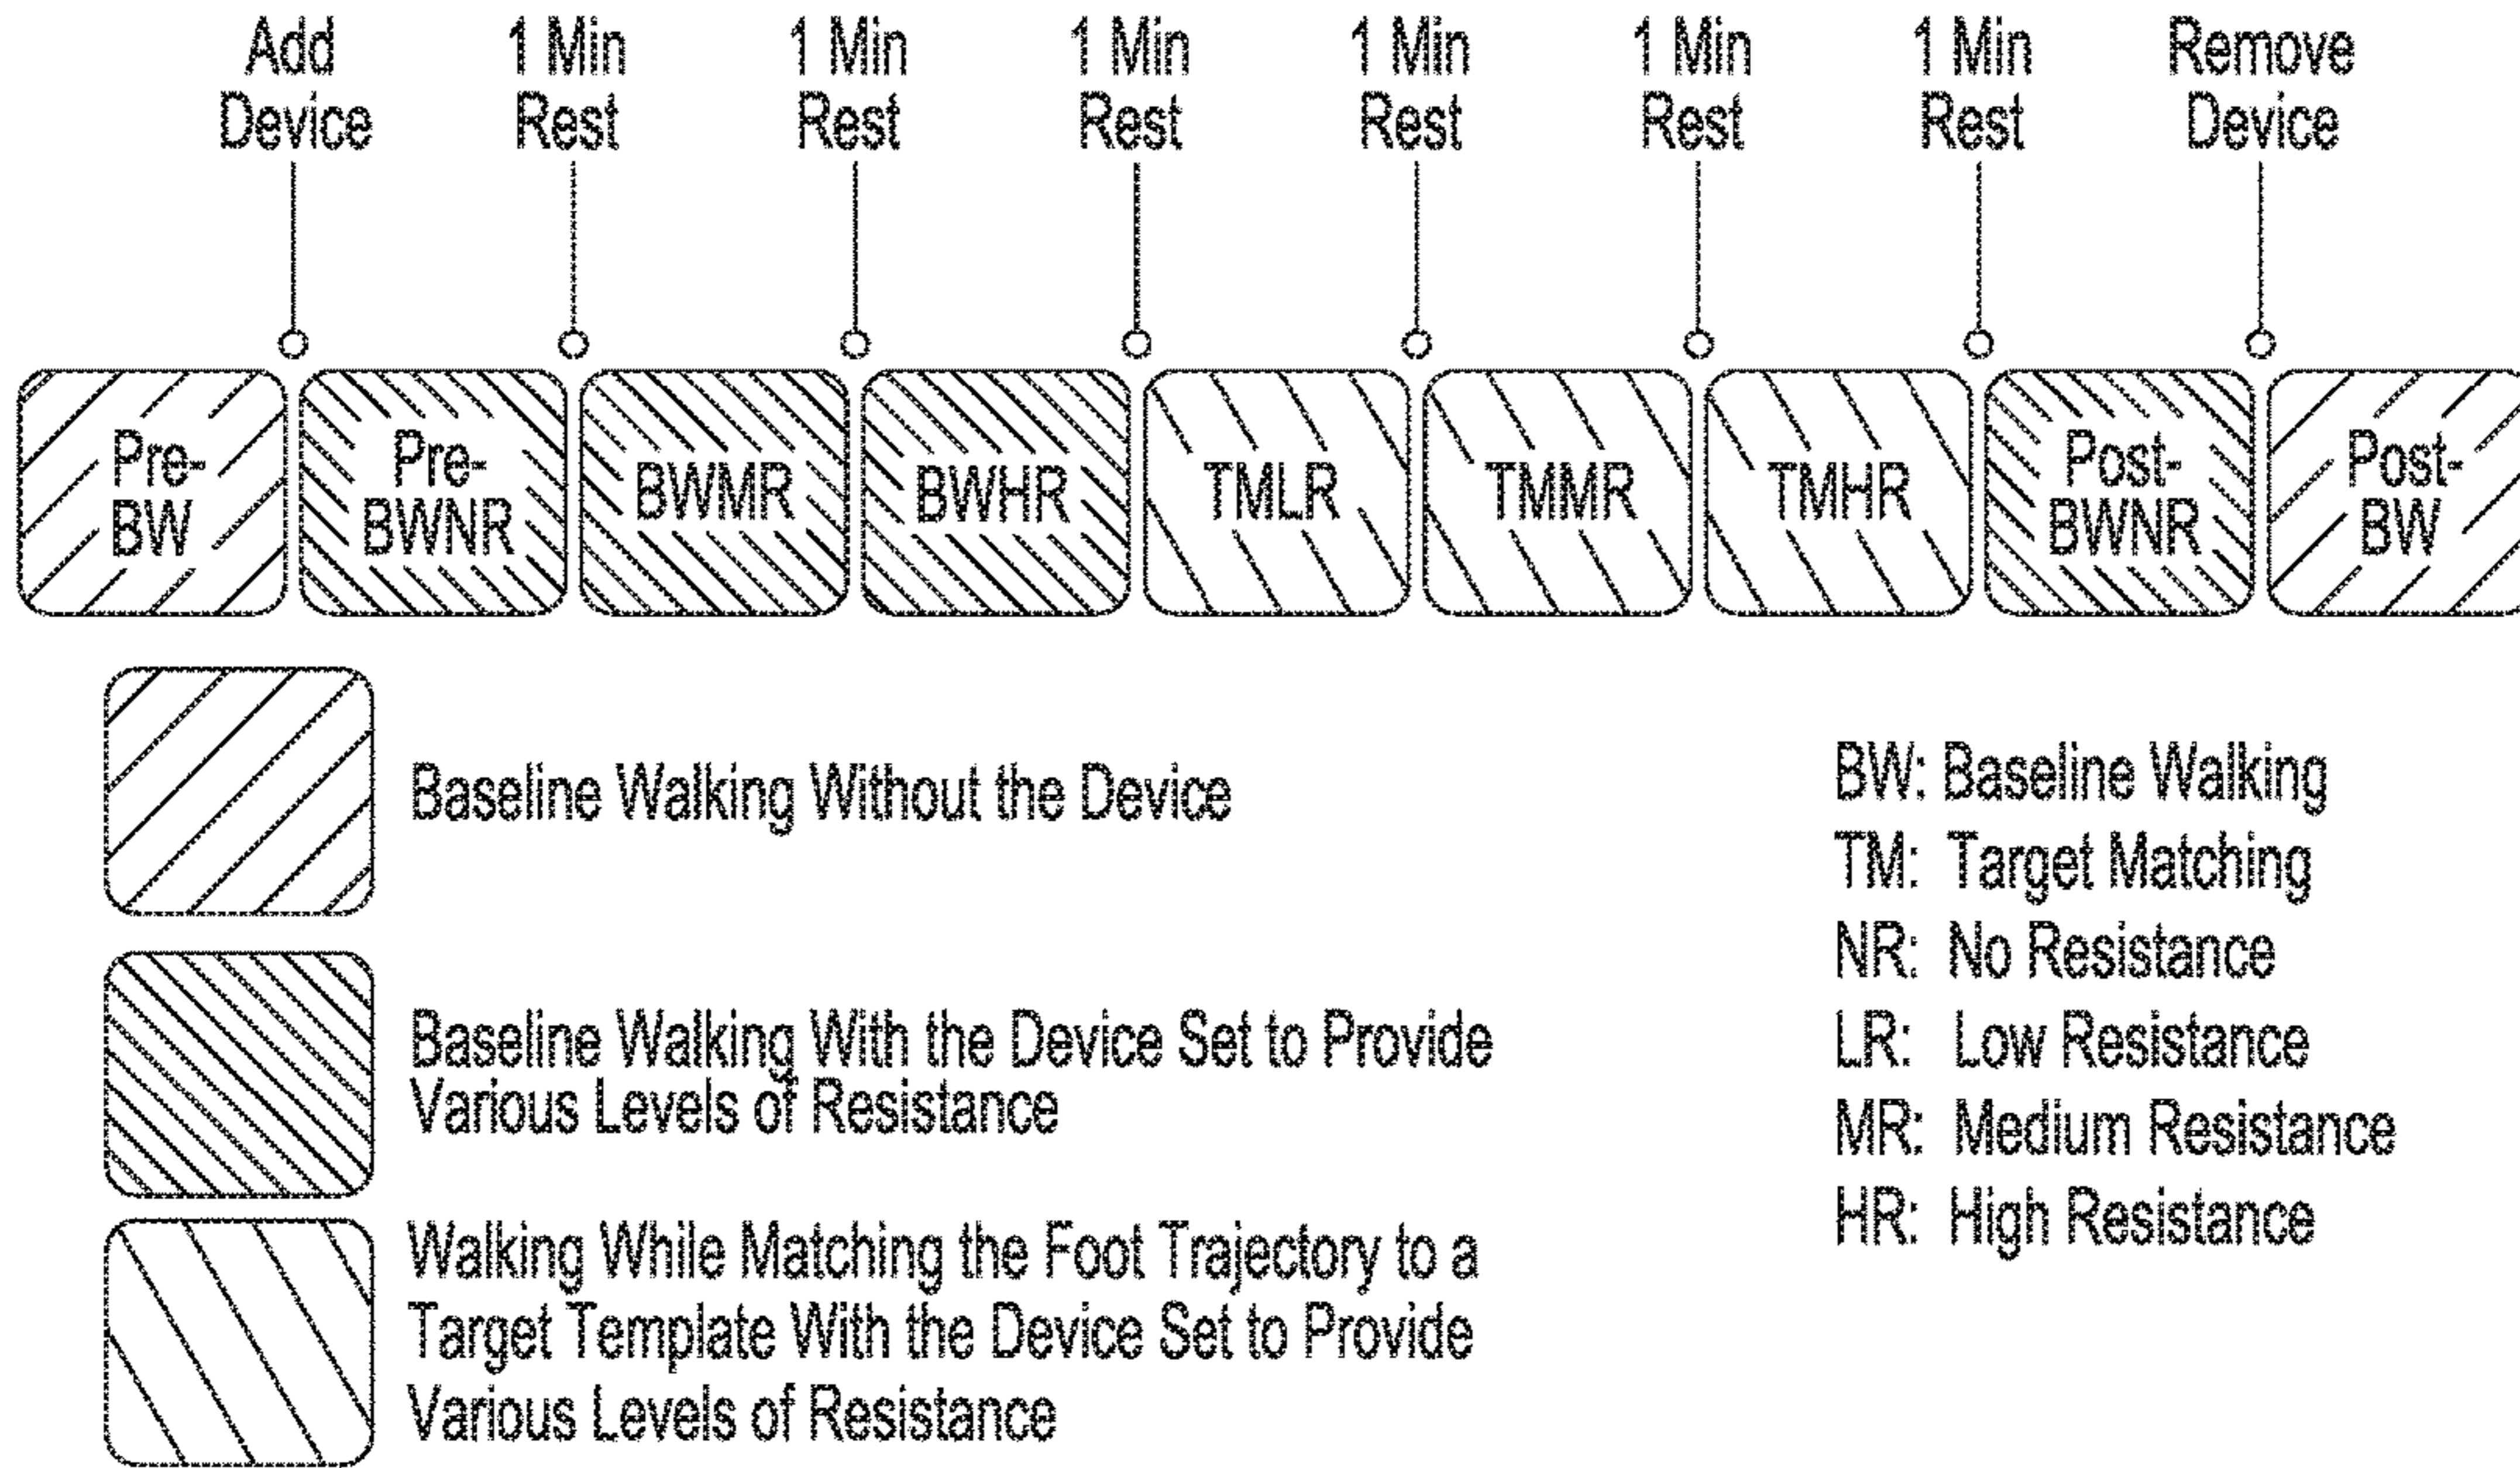 Add
Device
1 Min
Rest
1 Min
Rest
1 Min
Rest
1 Min
Rest
1 Min
Rest
1 Min
Rest
Remove
Device
Pre-
BW
Pre-
BWNR
BWMR
BWHR
TMLR
TMMR
TMHR
Post-
BWNR
Post-
BW
Baseline Walking Without the Device
Baseline Walking With the Device Set to Provide
Various Levels of Resistance
Walking While Matching the Foot Trajectory to a
Target Template With the Device Set to Provide
Various Levels of Resistance
BW: Baseline Walking
TM: Target Matching
NR: No Resistance
LR: Low Resistance
MR: Medium Resistance
HR: High Resistance